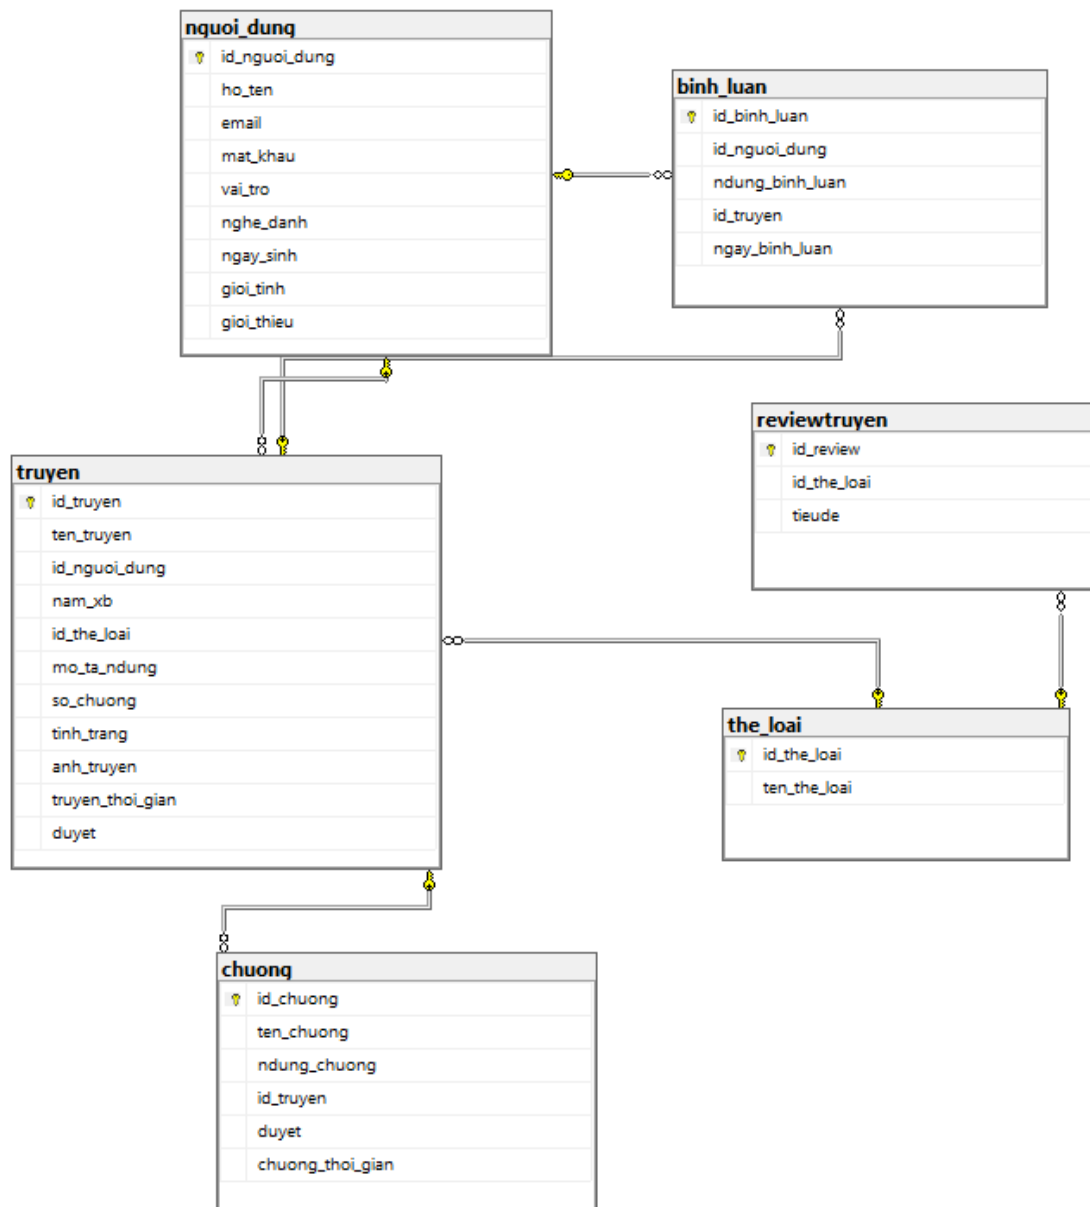 nguoi_dung
id_nguoi_dung
ho_ten
email
mat_khau
vai_tro
nghe_danh
ngay_sinh
gioi_tinh
gioi_thieu
binh_luan
id_binh_luan
id_nguoi_dung
ndung_binh_luan
id_truyen
ngay_binh_luan
reviewtruyen
id_review
id_the_loai
tieude
truyen
id_truyen
ten_truyen
id_nguoi_dung
nam_xb
id_the_loai
mo_ta_ndung
so_chuong
tinh_trang
anh_truyen
truyen_thoi_gian
duyet
the_loai
id_the_loai
ten_the_loai
chuong
id_chuong
ten_chuong
ndung_chuong
id_truyen
duyet
chuong_thoi_gian